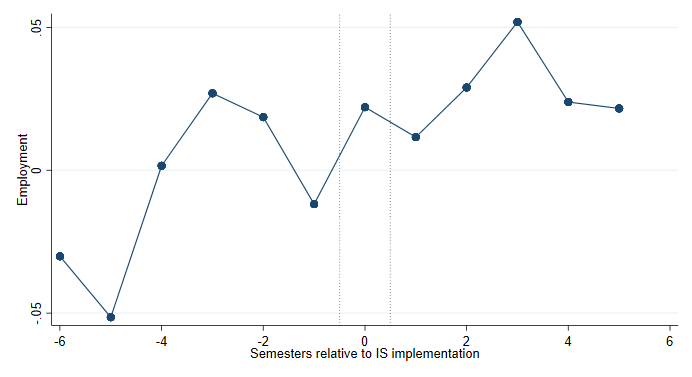 .05
0
-.05
Employment
-6 -4 -2 0 2 4 6
Semesters relative to IS implementation